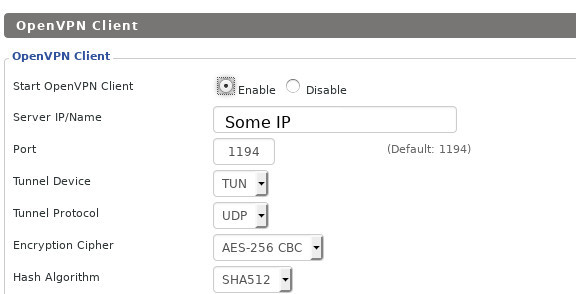 OpenVPN Client
OpenVPN Client
Start OpenVPN Client Enable Disable
Server IP/Name Some IP
Port 1194 (Default: 1194)
Tunnel Device TUN
Tunnel Protocol UDP
Encryption Cipher AES-256 CBC
Hash Algorithm SHA512